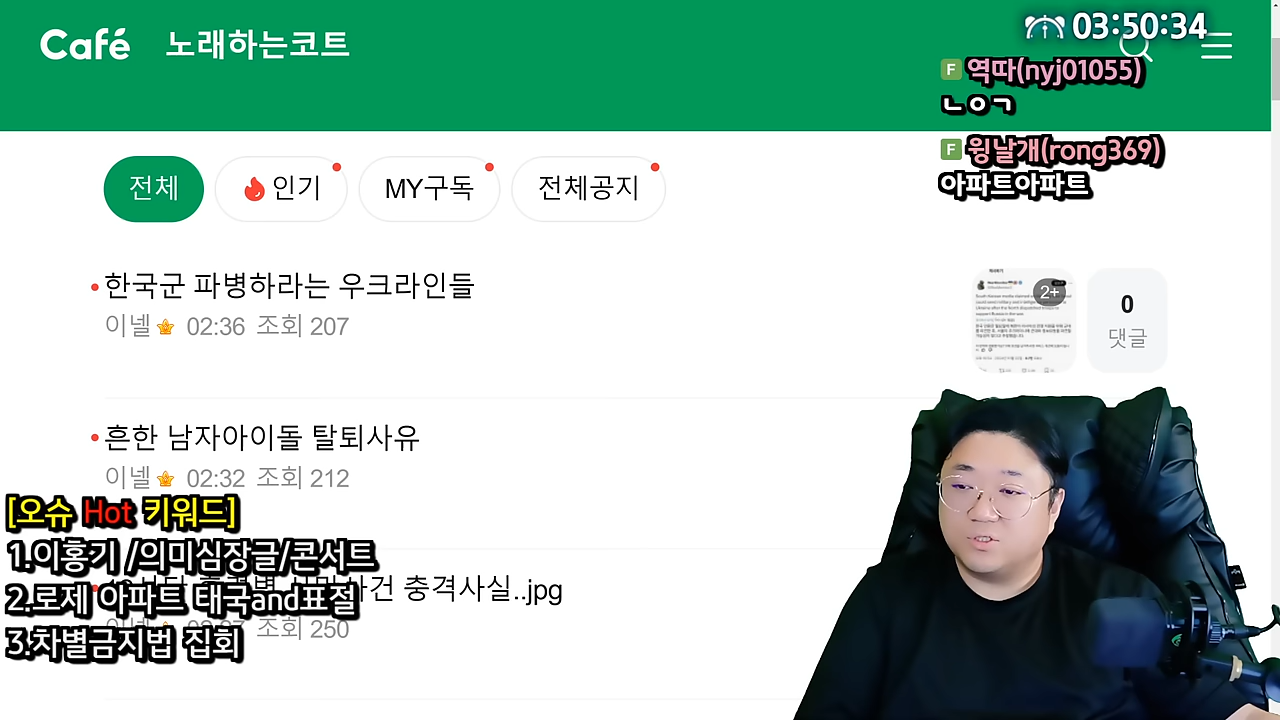 Café 노래하는코트
03:50:34
F 역따(nyj01055)
ㄴㅇㄱ
F 윙날개(rong369)
아파트아파트
전체 인기 MY구독 전체공지
한국군 파병하라는 우크라인들
이넬 02:36 조회 207
2+
0
댓글
흔한 남자아이돌 탈퇴사유
이넬 02:32 조회 212
[오슈 Hot 키워드]
1.이홍기 /의미심장글/콘서트
충격사실..jpg
2.로제 아파트 태국and표절
조회 250
3.차별금지법 집회